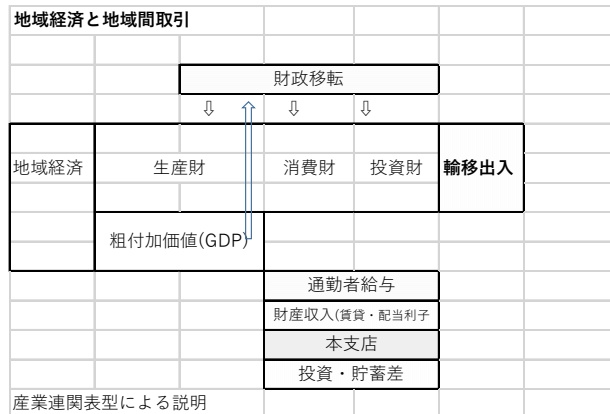 地域経済と地域間取引
財政移転
⇩ ⇩ ⇩
地域経済 生産財 消費財 投資財 輸移出入
粗付加価値(GDP)
通勤者給与
財産収入(賃貸・配当利子
本支店
投資・貯蓄差
産業連関表型による説明